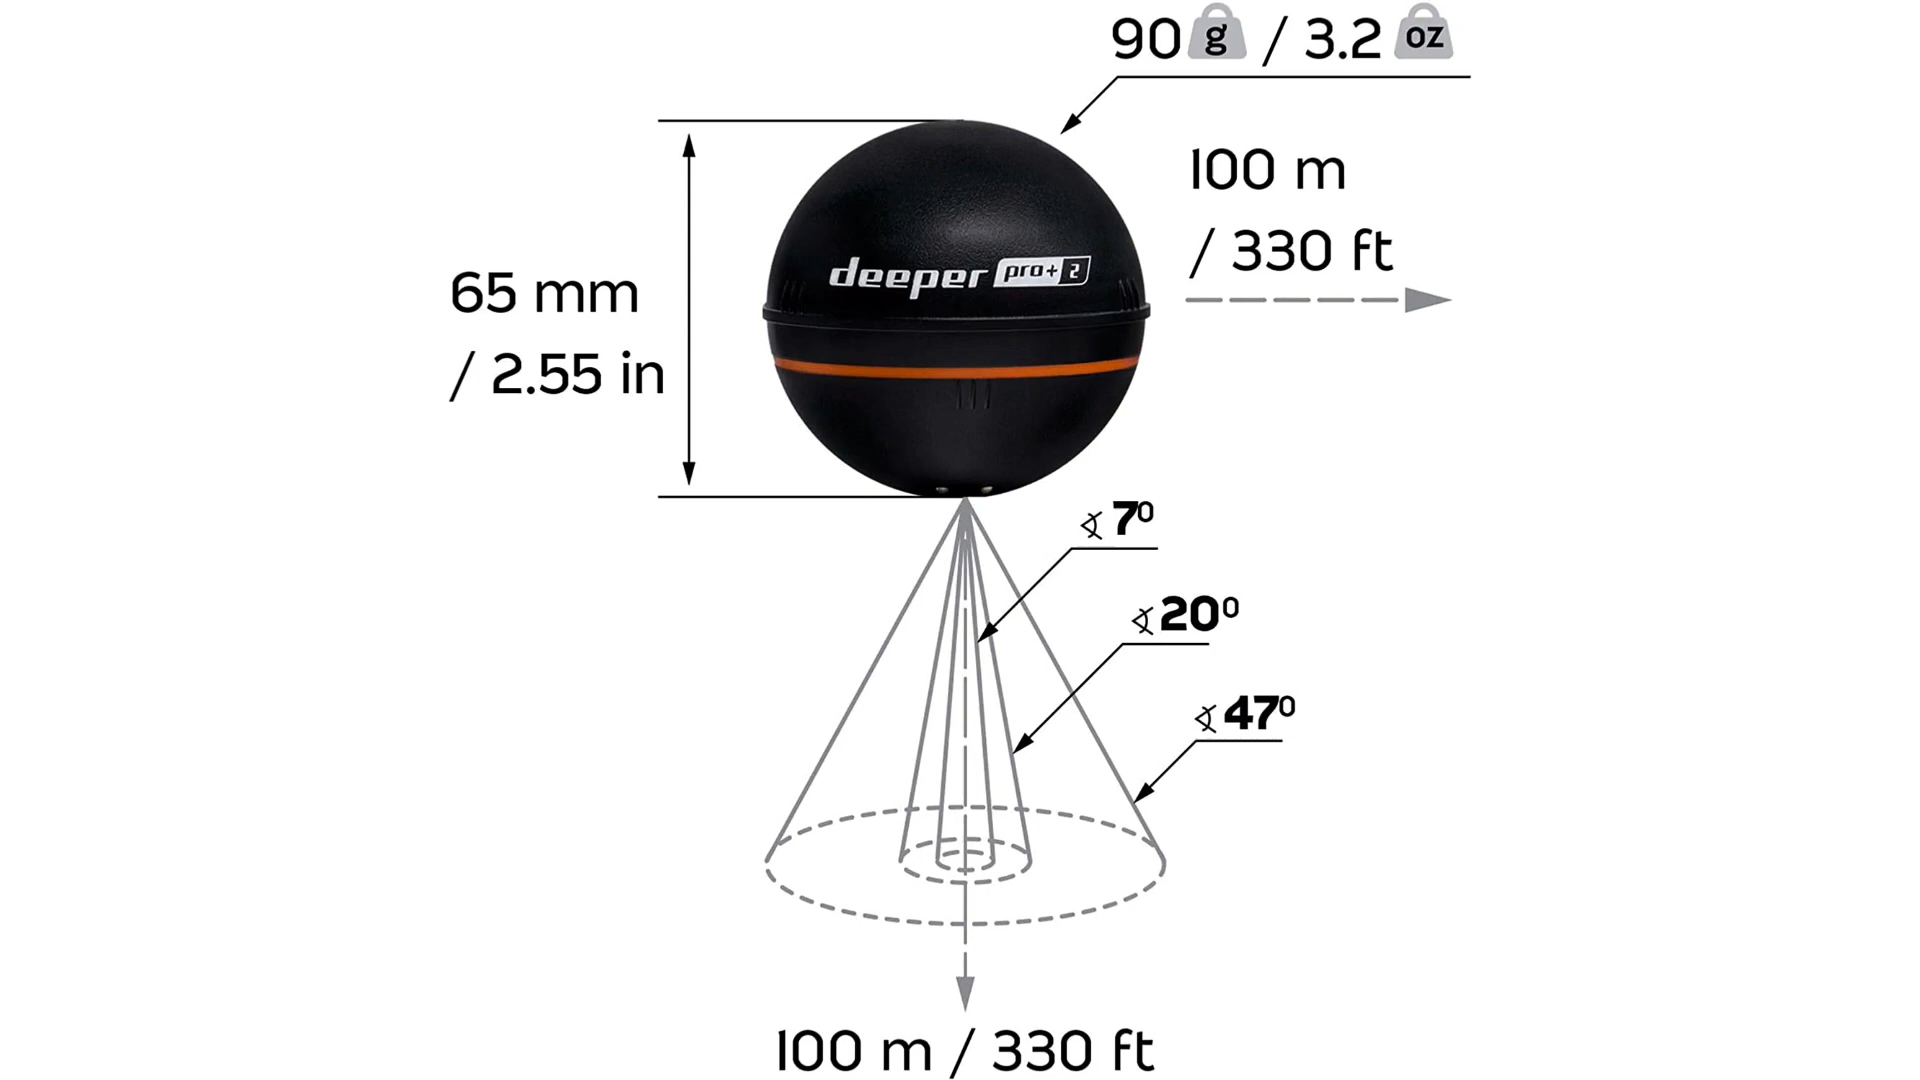 90 g / 3.2 oz
100 m
/ 330 ft
deeper pro+ 2
65 mm
/ 2.55 in
∢ 7°
∢ 20°
∢ 47°
100 m / 330 ft